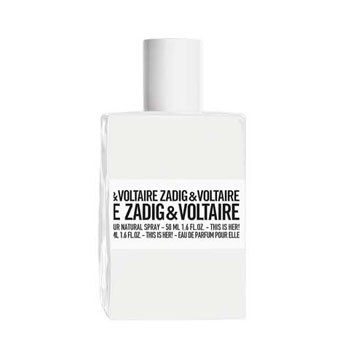 &VOLTAIRE ZADIG&VOLTAIRE
E ZADIG&VOLTAIRE
UR NATURAL SPRAY - 50 ML 1.6 FL.OZ. - THIS IS HER!
ML 1.6 FL.OZ. - THIS IS HER! - EAU DE PARFUM POUR ELLE